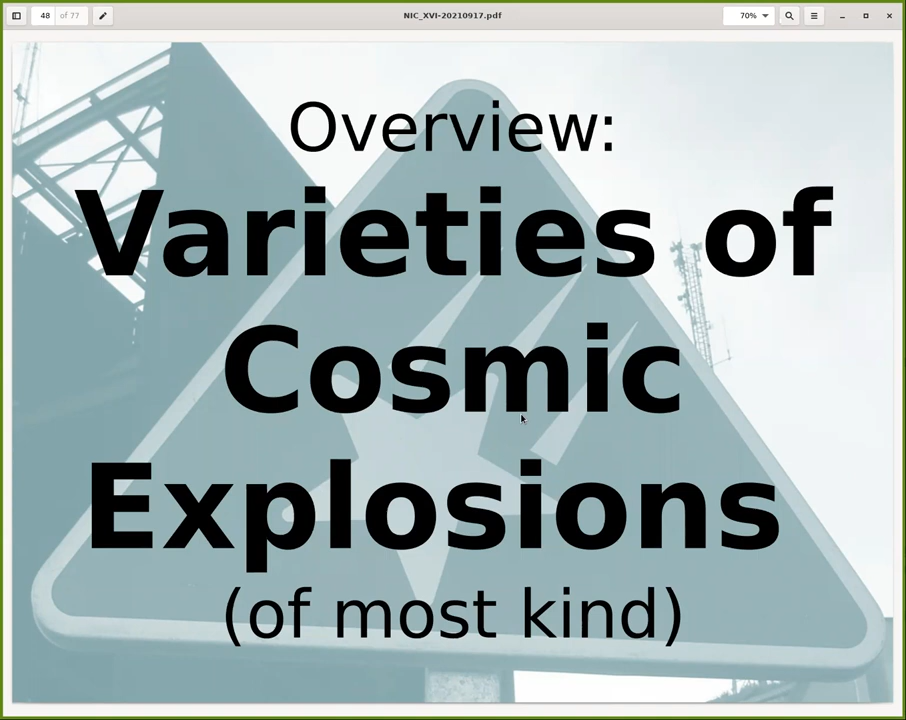 48 of 77
NIC_XVI-20210917.pdf
70%
Overview:
Varieties of
Cosmic
Explosions
(of most kind)